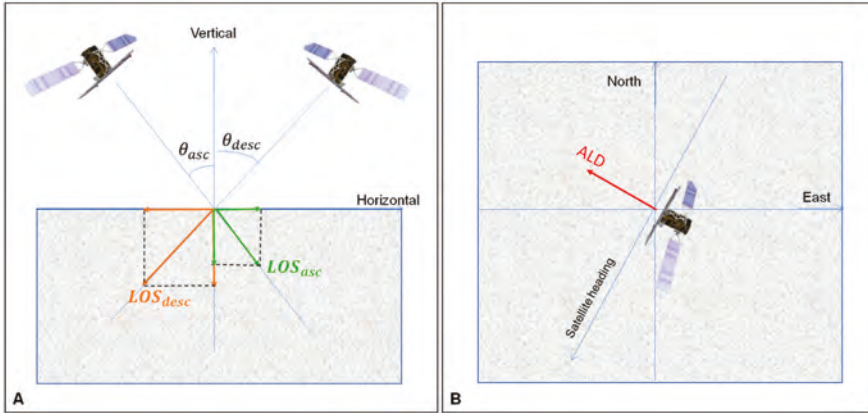 Vertical
θasc
θdesc
Horizontal
LOSasc
LOSdesc
A
North
ALD
East
Satellite heading
B